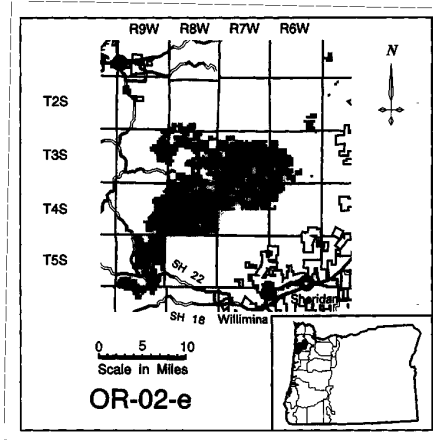 R9W R8W R7W R6W
N
T2S
T3S
T4S
T5S
SH 22
Sheridan
SH 18
Willimina
0 5 10
Scale in Miles
OR-02-e